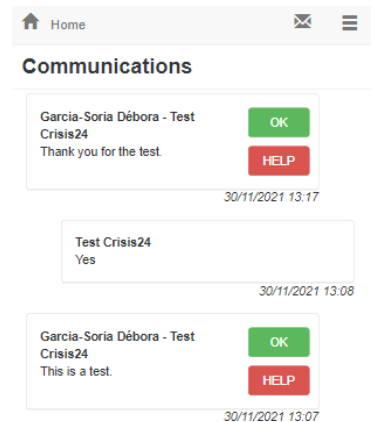 Home
Communications
Garcia-Soria Débora - Test
Crisis24
Thank you for the test.
OK
HELP
30/11/2021 13:17
Test Crisis24
Yes
30/11/2021 13:08
Garcia-Soria Débora - Test
Crisis24
This is a test.
OK
HELP
30/11/2021 13:07